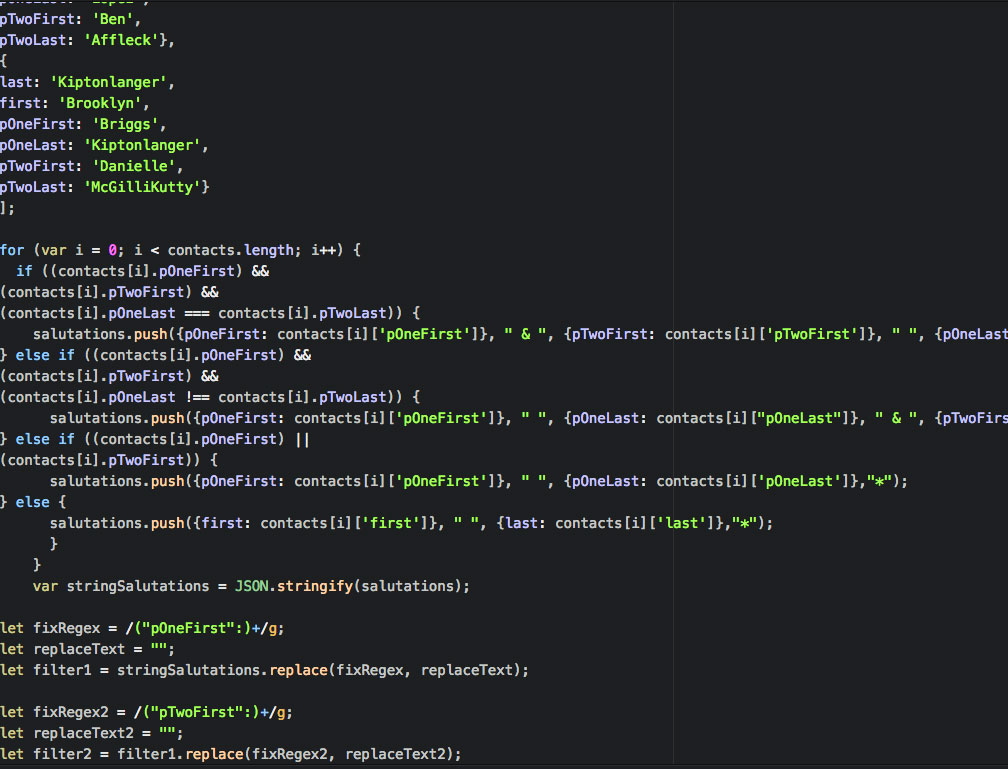 pTwoFirst: 'Ben',
pTwoLast: 'Affleck'},
{
last: 'Kiptonlanger',
first: 'Brooklyn',
pOneFirst: 'Briggs',
pOneLast: 'Kiptonlanger',
pTwoFirst: 'Danielle',
pTwoLast: 'McGilliKutty'}
];
for (var i = 0; i < contacts.length; i++) {
if ((contacts[i].pOneFirst) &&
(contacts[i].pTwoFirst) &&
(contacts[i].pOneLast === contacts[i].pTwoLast)) {
salutations.push({pOneFirst: contacts[i]['pOneFirst']}, " & ", {pTwoFirst: contacts[i]['pTwoFirst']}, " ", {pOneLast
} else if ((contacts[i].pOneFirst) &&
(contacts[i].pTwoFirst) &&
(contacts[i].pOneLast !== contacts[i].pTwoLast)) {
salutations.push({pOneFirst: contacts[i]['pOneFirst']}, " ", {pOneLast: contacts[i]["pOneLast"]}, " & ", {pTwoFirs
} else if ((contacts[i].pOneFirst) ||
(contacts[i].pTwoFirst)) {
salutations.push({pOneFirst: contacts[i]['pOneFirst']}, " ", {pOneLast: contacts[i]['pOneLast']},"*");
} else {
salutations.push({first: contacts[i]['first']}, " ", {last: contacts[i]['last']},"*");
}
}
var stringSalutations = JSON.stringify(salutations);
let fixRegex = /("pOneFirst":)+/g;
let replaceText = "";
let filter1 = stringSalutations.replace(fixRegex, replaceText);
let fixRegex2 = /("pTwoFirst":)+/g;
let replaceText2 = "";
let filter2 = filter1.replace(fixRegex2, replaceText2);